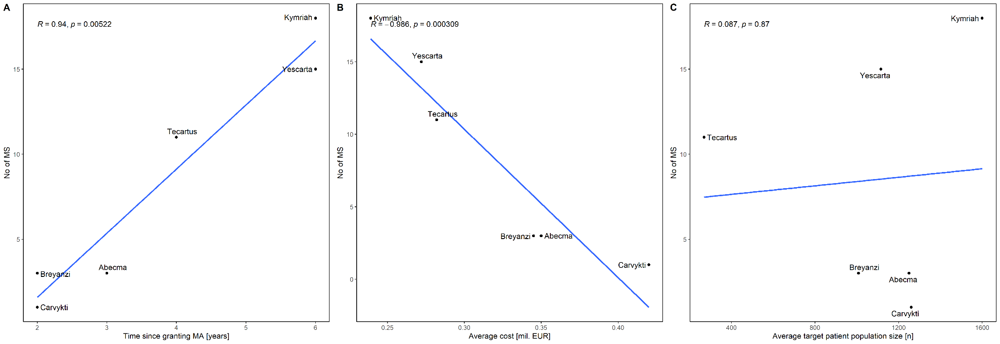 A
R = 0.94, p = 0.00522
Kymriah
Yescarta
Tecartus
Abecma
Breyanzi
Carvykti
15
10
5
No of MS
2 3 4 5 6
Time since granting MA [years]
B
Kymriah
R = −0.986, p = 0.000309
Yescarta
Tecartus
Breyanzi Abecma
Carvykti
15
10
5
0
No of MS
0.25 0.30 0.35 0.40
Average cost [mil. EUR]
C
Kymriah
R = 0.087, p = 0.87
Yescarta
Tecartus
Breyanzi
Abecma
Carvykti
15
10
5
No of MS
400 800 1200 1600
Average target patient population size [n]